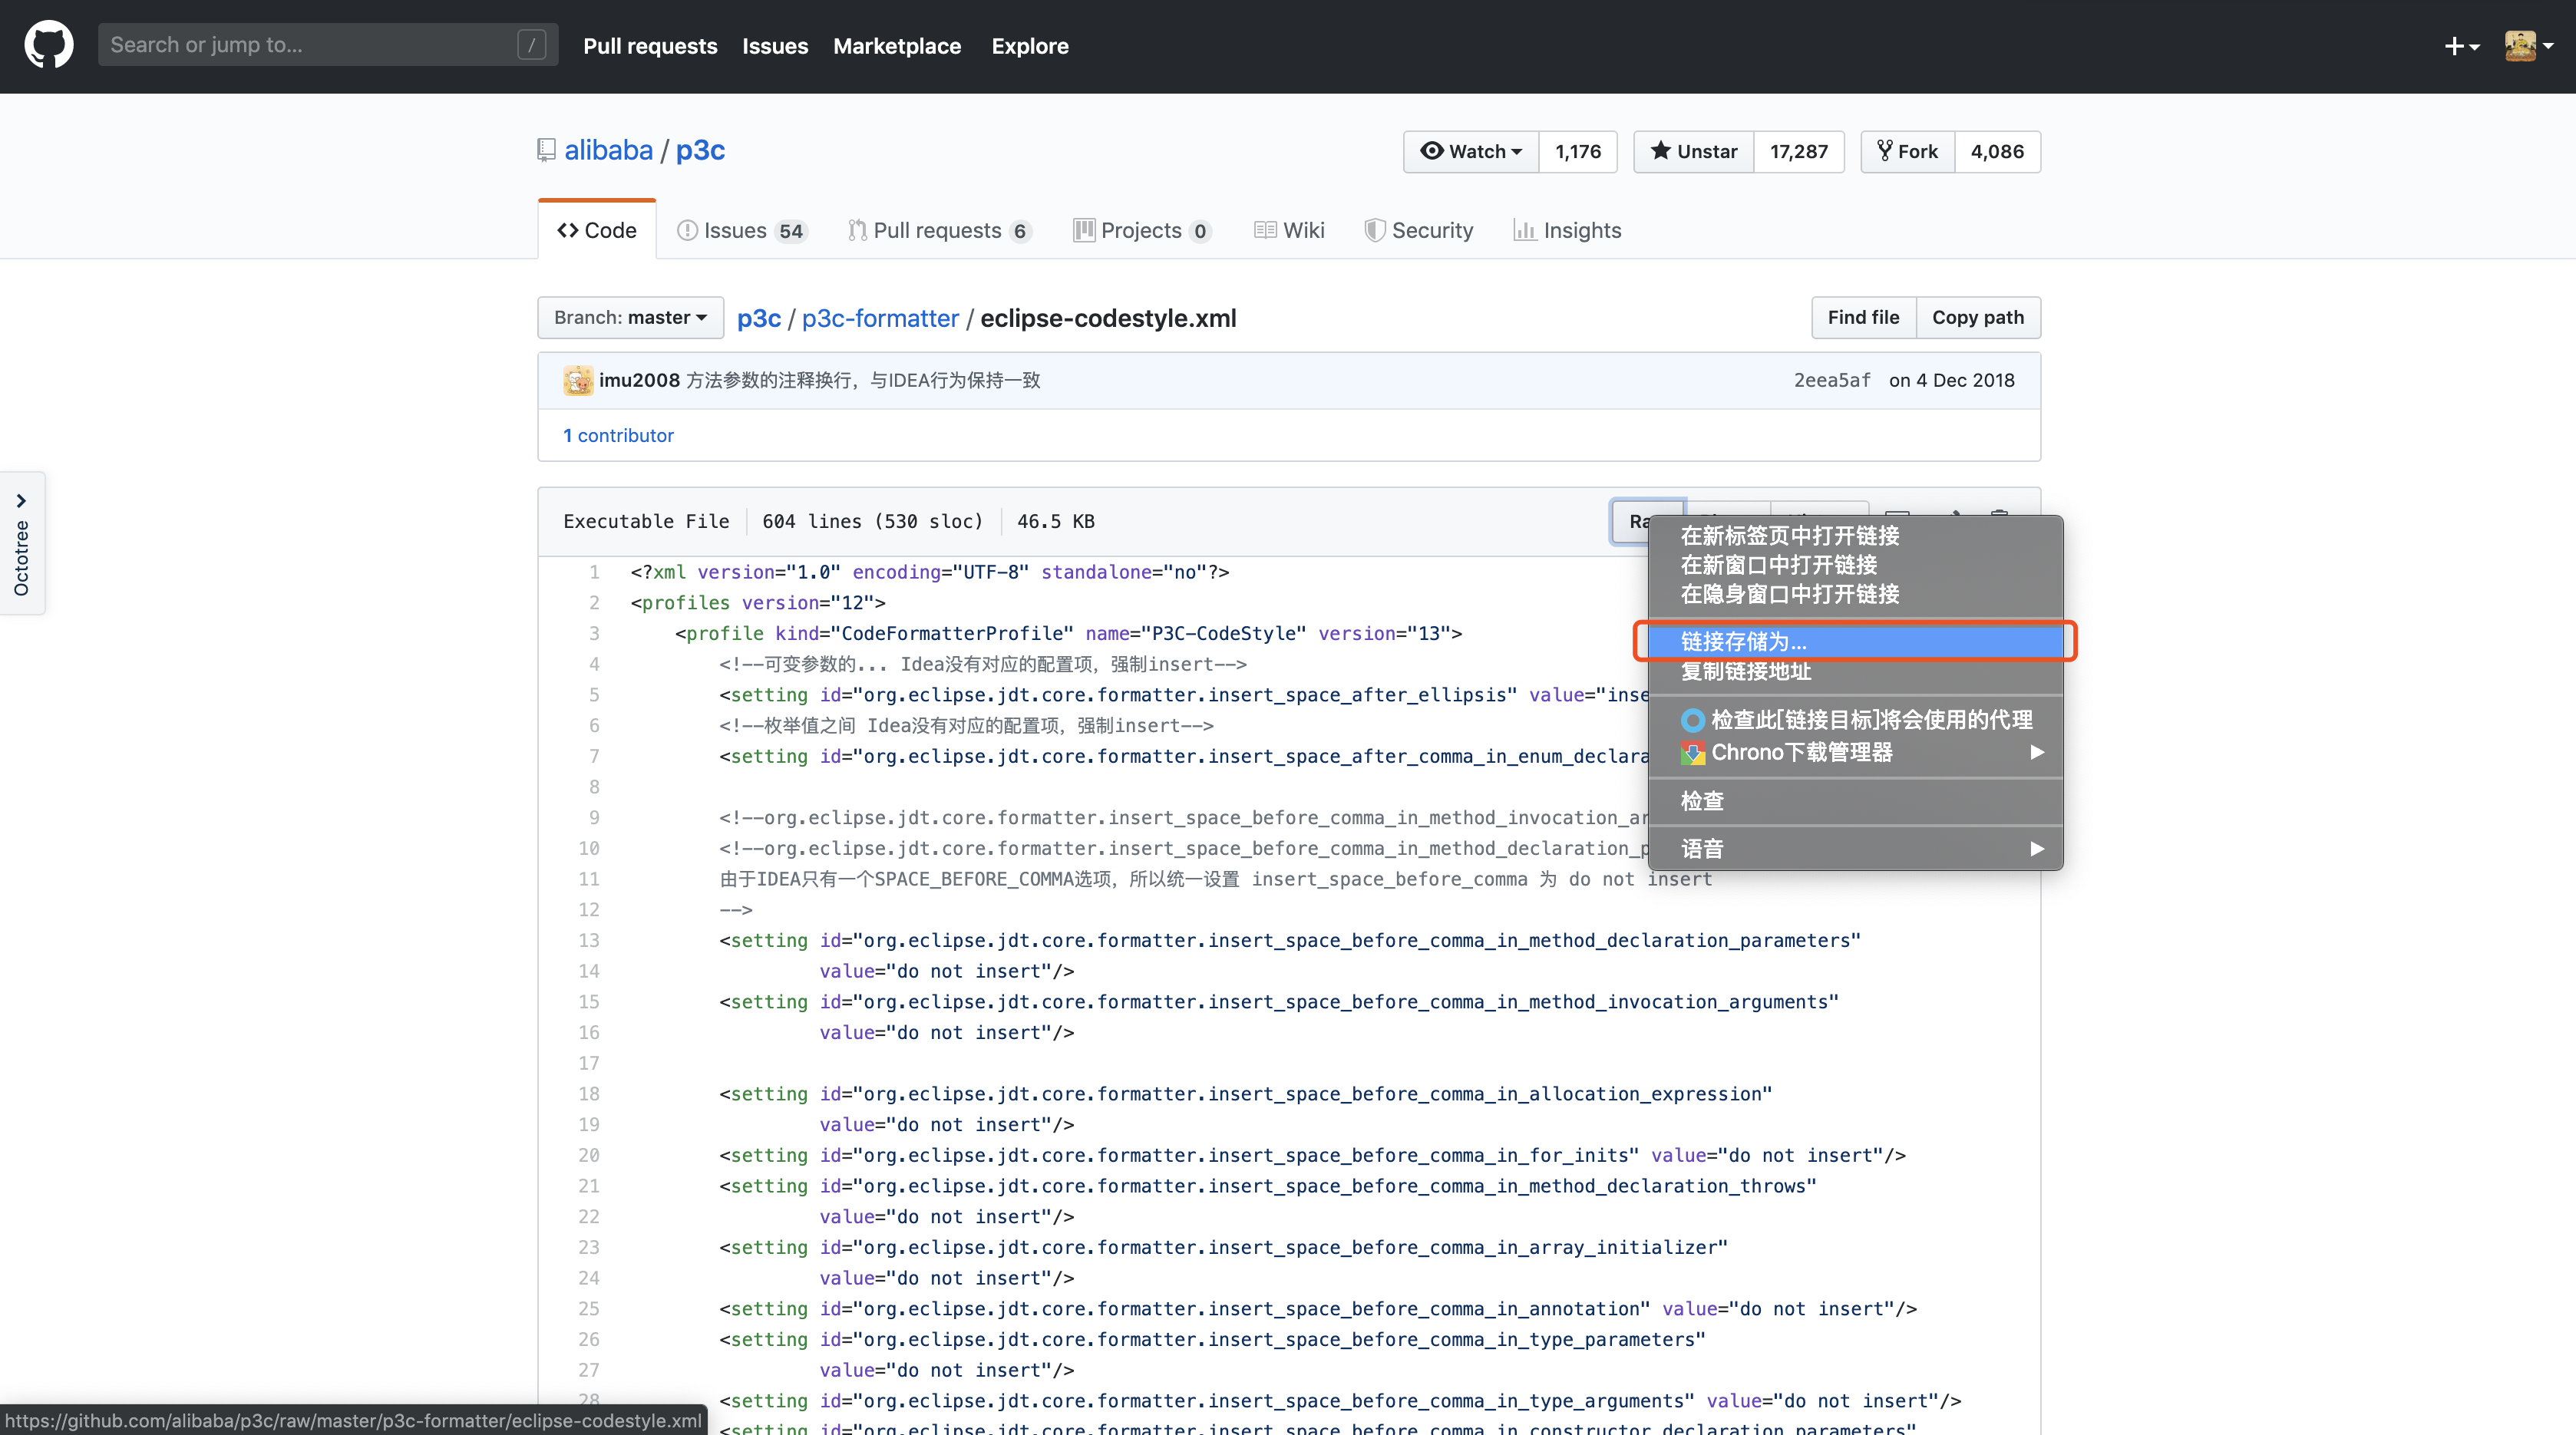 Search or jump to... / Pull requests Issues Marketplace Explore
alibaba / p3c
Watch 1,176 Unstar 17,287 Fork 4,086
Code Issues 54 Pull requests 6 Projects 0 Wiki Security Insights
Branch: master p3c / p3c-formatter / eclipse-codestyle.xml Find file Copy path
imu2008 方法参数的注释换行，与IDEA行为保持一致 2eea5af on 4 Dec 2018
1 contributor
Octotree
Executable File 604 lines (530 sloc) 46.5 KB
在新标签页中打开链接
在新窗口中打开链接
在隐身窗口中打开链接
链接存储为...
复制链接地址
检查此[链接目标]将会使用的代理
Chrono下载管理器
检查
语音
1 <?xml version="1.0" encoding="UTF-8" standalone="no"?>
2 <profiles version="12">
3 <profile kind="CodeFormatterProfile" name="P3C-CodeStyle" version="13">
4 <!--可变参数的... Idea没有对应的配置项，强制insert-->
5 <setting id="org.eclipse.jdt.core.formatter.insert_space_after_ellipsis" value="inse
6 <!--枚举值之间 Idea没有对应的配置项，强制insert-->
7 <setting id="org.eclipse.jdt.core.formatter.insert_space_after_comma_in_enum_declara
8
9 <!--org.eclipse.jdt.core.formatter.insert_space_before_comma_in_method_invocation_ar
10 <!--org.eclipse.jdt.core.formatter.insert_space_before_comma_in_method_declaration_p
11 由于IDEA只有一个SPACE_BEFORE_COMMA选项，所以统一设置 insert_space_before_comma 为 do not insert
12 -->
13 <setting id="org.eclipse.jdt.core.formatter.insert_space_before_comma_in_method_declaration_parameters"
14 value="do not insert"/>
15 <setting id="org.eclipse.jdt.core.formatter.insert_space_before_comma_in_method_invocation_arguments"
16 value="do not insert"/>
17
18 <setting id="org.eclipse.jdt.core.formatter.insert_space_before_comma_in_allocation_expression"
19 value="do not insert"/>
20 <setting id="org.eclipse.jdt.core.formatter.insert_space_before_comma_in_for_inits" value="do not insert"/>
21 <setting id="org.eclipse.jdt.core.formatter.insert_space_before_comma_in_method_declaration_throws"
22 value="do not insert"/>
23 <setting id="org.eclipse.jdt.core.formatter.insert_space_before_comma_in_array_initializer"
24 value="do not insert"/>
25 <setting id="org.eclipse.jdt.core.formatter.insert_space_before_comma_in_annotation" value="do not insert"/>
26 <setting id="org.eclipse.jdt.core.formatter.insert_space_before_comma_in_type_parameters"
27 value="do not insert"/>
28 <setting id="org.eclipse.jdt.core.formatter.insert_space_before_comma_in_type_arguments" value="do not insert"/>
<setting id="org.eclipse.jdt.core.formatter.insert_space_before_comma_in_constructor_declaration_parameters"
https://github.com/alibaba/p3c/raw/master/p3c-formatter/eclipse-codestyle.xml